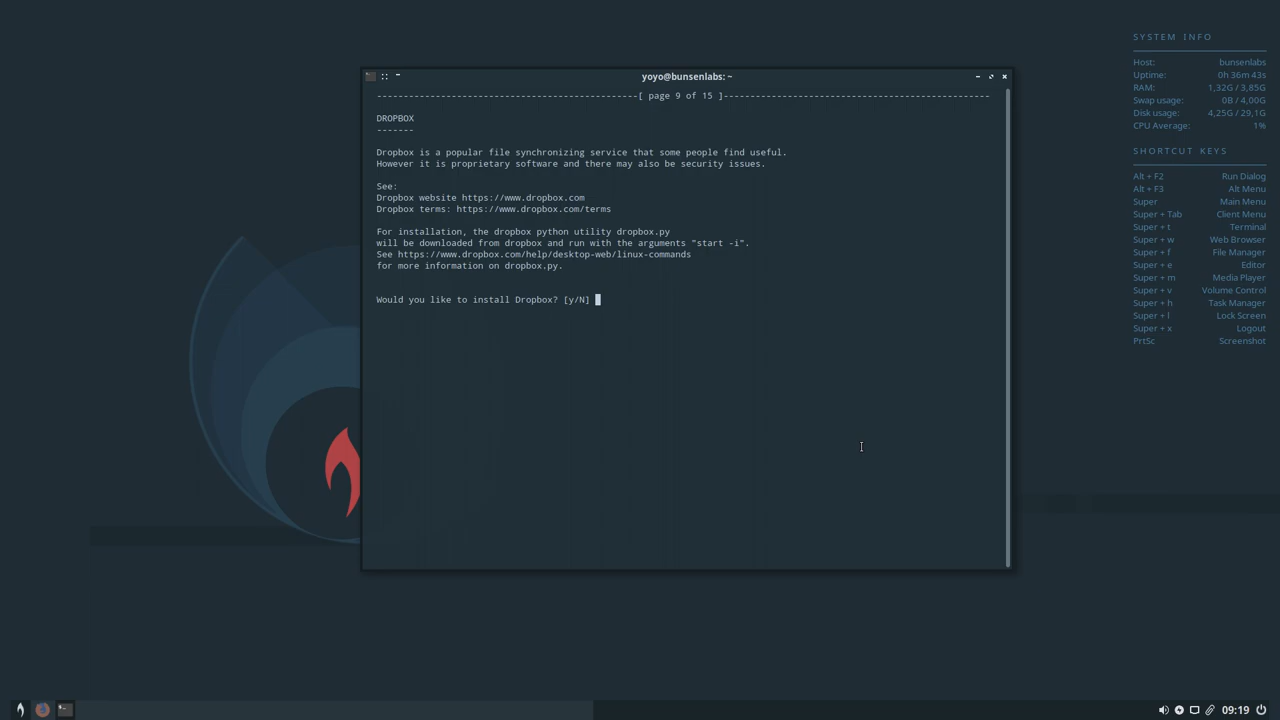 yoyo@bunsenlabs: ~
------------------------------------------------[ page 9 of 15 ]-------------------------------------------------
DROPBOX
-------
Dropbox is a popular file synchronizing service that some people find useful.
However it is proprietary software and there may also be security issues.
See:
Dropbox website https://www.dropbox.com
Dropbox terms: https://www.dropbox.com/terms
For installation, the dropbox python utility dropbox.py
will be downloaded from dropbox and run with the arguments "start -i".
See https://www.dropbox.com/help/desktop-web/linux-commands
for more information on dropbox.py.
Would you like to install Dropbox? [y/N]
SYSTEM INFO
Host: bunsenlabs
Uptime: 0h 36m 43s
RAM: 1,32G / 3,85G
Swap usage: 0B / 4,00G
Disk usage: 4,25G / 29,1G
CPU Average: 1%
SHORTCUT KEYS
Alt + F2 Run Dialog
Alt + F3 Alt Menu
Super Main Menu
Super + Tab Client Menu
Super + t Terminal
Super + w Web Browser
Super + f File Manager
Super + e Editor
Super + m Media Player
Super + v Volume Control
Super + h Task Manager
Super + l Lock Screen
Super + x Logout
PrtSc Screenshot
09:19